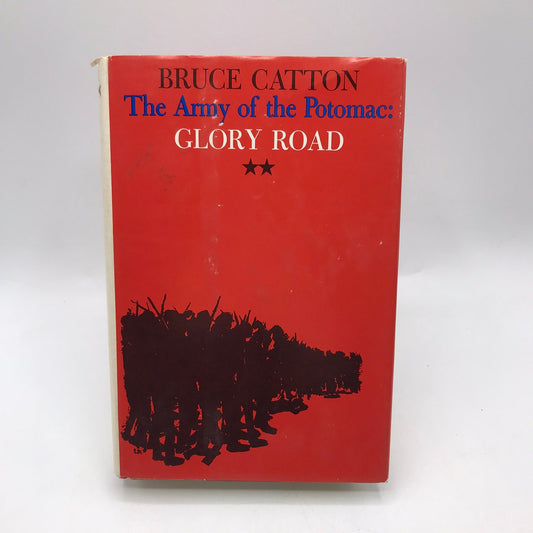 BRUCE CATTON
The Army of the Potomac:
GLORY ROAD
★★